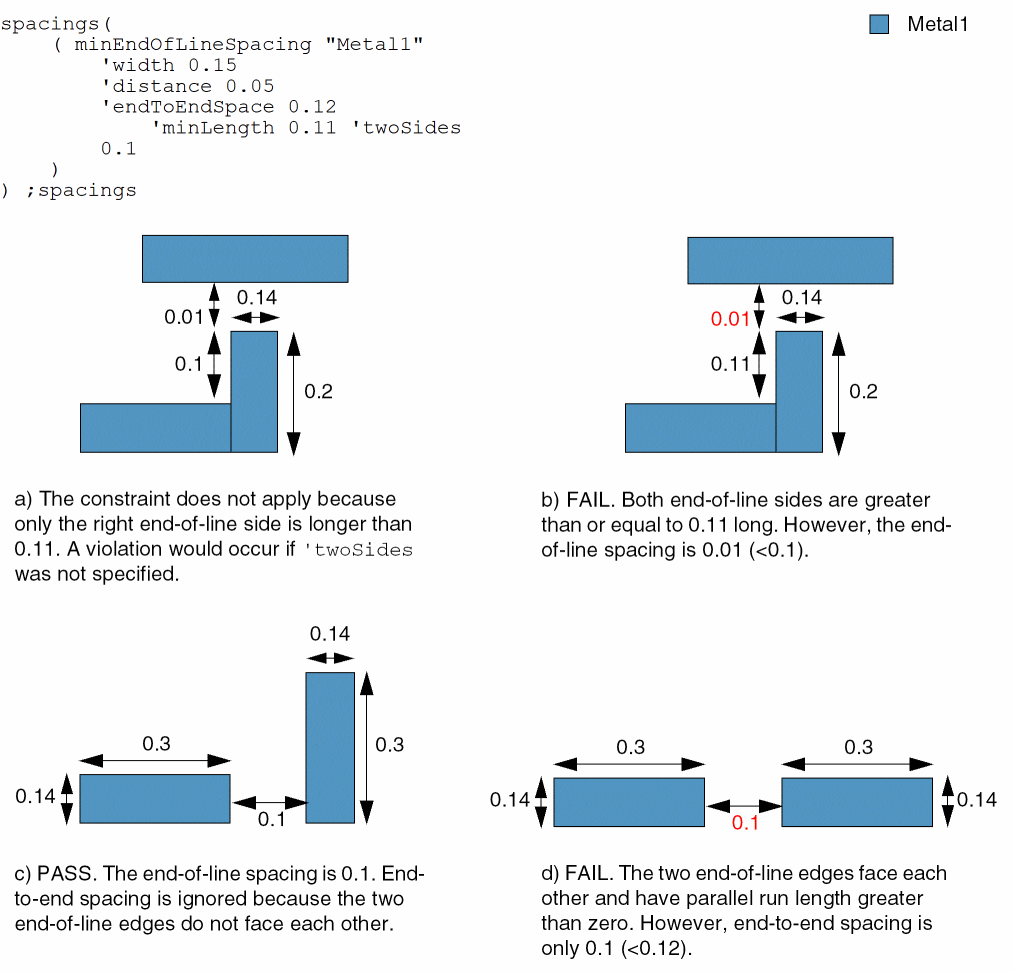 spacings(
( minEndOfLineSpacing "Metal1"
'width 0.15
'distance 0.05
'endToEndSpace 0.12
'minLength 0.11 'twoSides
0.1
)
) ;spacings
Metal1
0.14
0.01
0.1
0.2
0.14
0.01
0.11
0.2
a) The constraint does not apply because
only the right end-of-line side is longer than
0.11. A violation would occur if 'twoSides
was not specified.
b) FAIL. Both end-of-line sides are greater
than or equal to 0.11 long. However, the end-
of-line spacing is 0.01 (<0.1).
0.14
0.3
0.3
0.14
0.1
0.3
0.3
0.14
0.14
0.1
c) PASS. The end-of-line spacing is 0.1. End-
to-end spacing is ignored because the two
end-of-line edges do not face each other.
d) FAIL. The two end-of-line edges face each
other and have parallel run length greater
than zero. However, end-to-end spacing is
only 0.1 (<0.12).